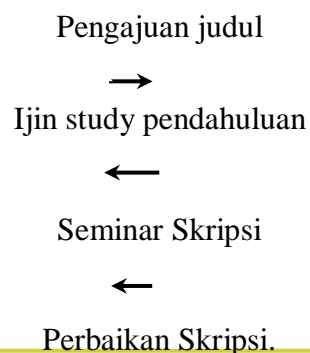 Pengajuan judul
Ijin study pendahuluan
Seminar Skripsi
Perbaikan Skripsi.